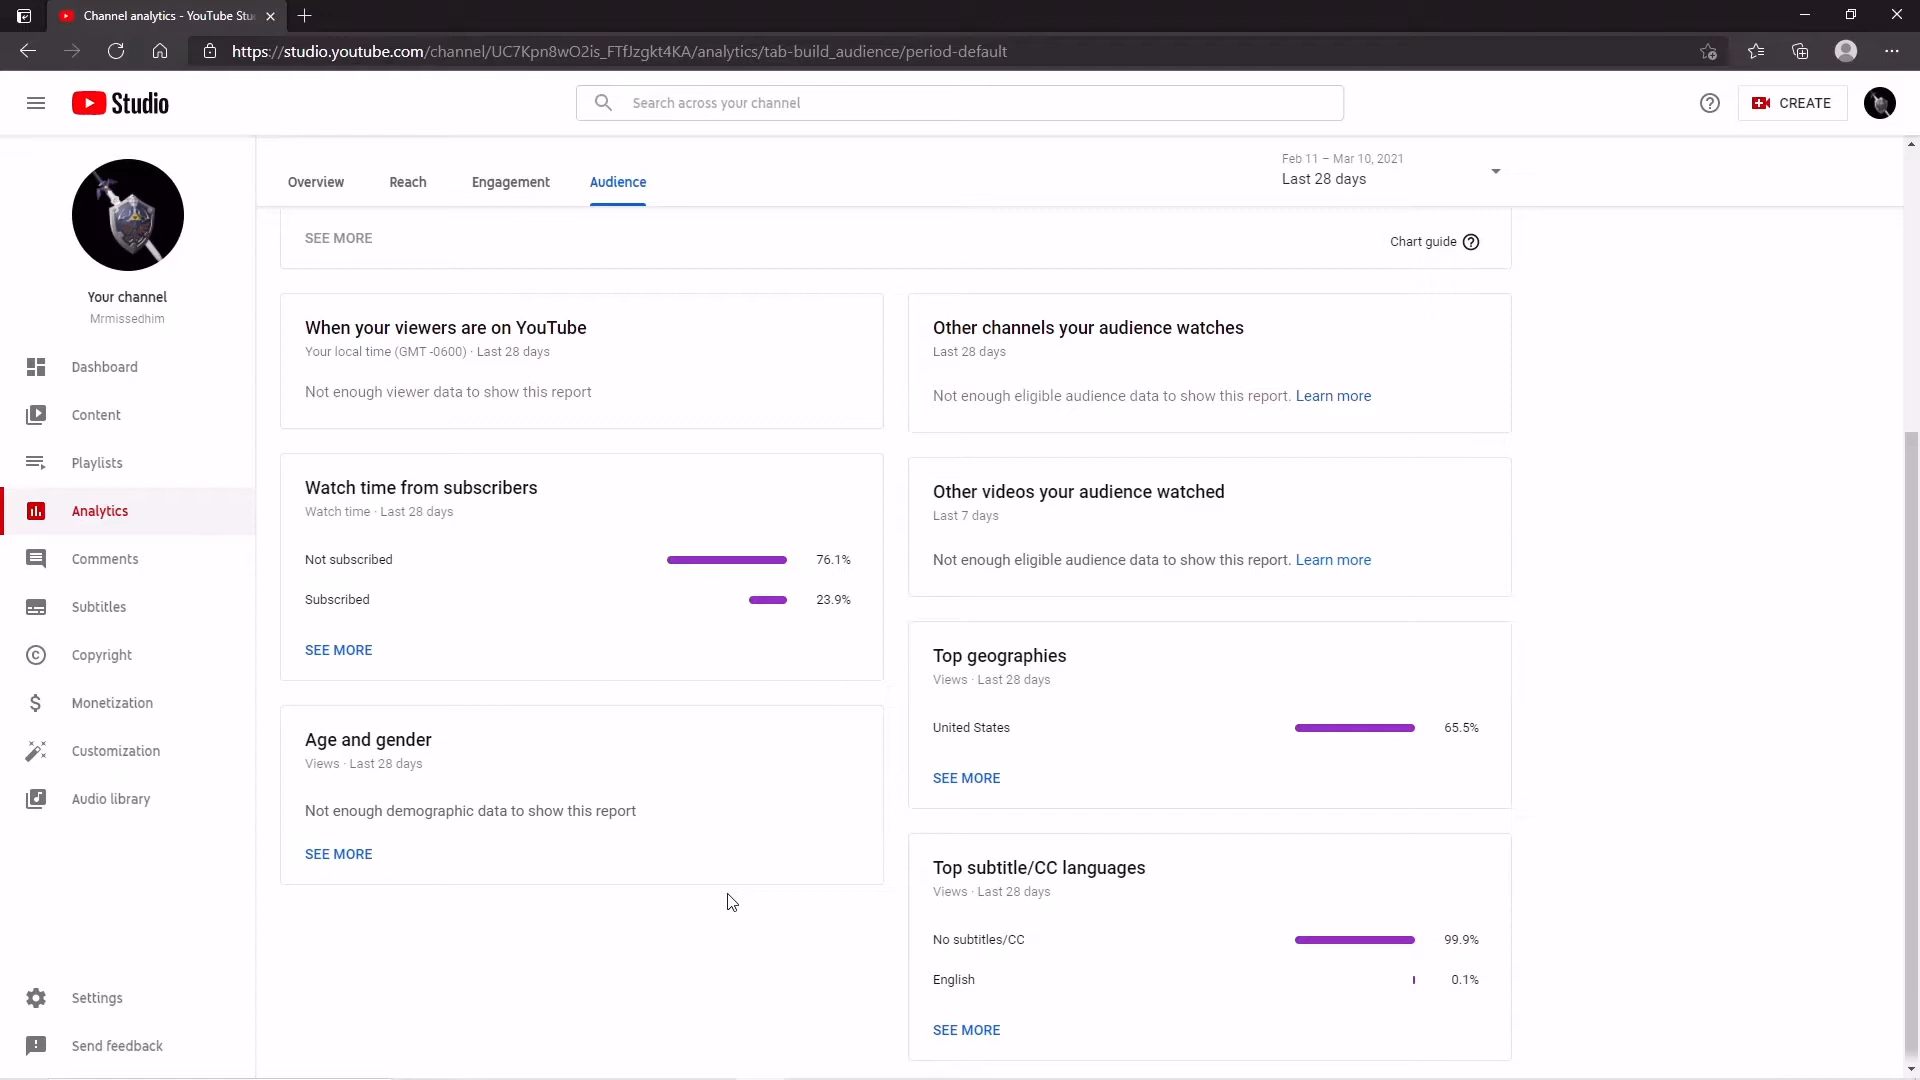 Channel analytics - YouTube Stu
https://studio.youtube.com/channel/UC7Kpn8wO2is_FTfJzgkt4KA/analytics/tab-build_audience/period-default
Studio
Search across your channel
CREATE
Your channel
Mrmissedhim
Dashboard
Content
Playlists
Analytics
Comments
Subtitles
Copyright
Monetization
Customization
Audio library
Settings
Send feedback
Overview
Reach
Engagement
Audience
Feb 11 – Mar 10, 2021
Last 28 days
SEE MORE
Chart guide
When your viewers are on YouTube
Your local time (GMT -0600) · Last 28 days
Not enough viewer data to show this report
Watch time from subscribers
Watch time · Last 28 days
Not subscribed 76.1%
Subscribed 23.9%
SEE MORE
Age and gender
Views · Last 28 days
Not enough demographic data to show this report
SEE MORE
Other channels your audience watches
Last 28 days
Not enough eligible audience data to show this report. Learn more
Other videos your audience watched
Last 7 days
Not enough eligible audience data to show this report. Learn more
Top geographies
Views · Last 28 days
United States 65.5%
SEE MORE
Top subtitle/CC languages
Views · Last 28 days
No subtitles/CC 99.9%
English 0.1%
SEE MORE